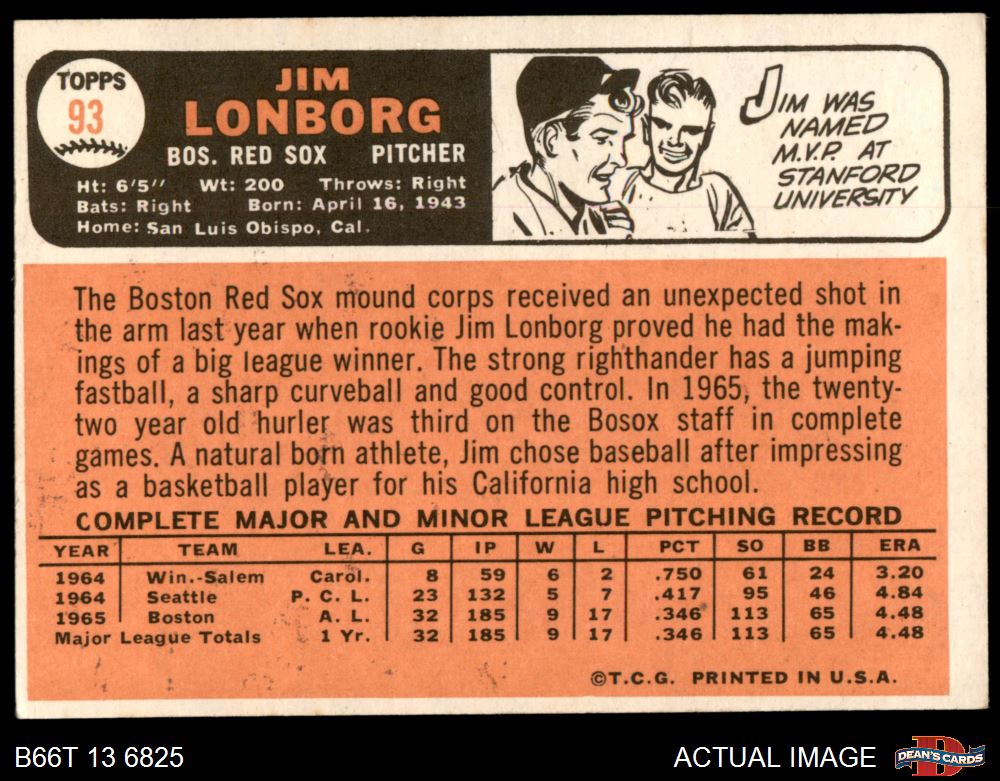 TOPPS
93
JIM
LONBORG
BOS. RED SOX PITCHER
Ht: 6'5" Wt: 200 Throws: Right
Bats: Right Born: April 16, 1943
Home: San Luis Obispo, Cal.
JIM WAS
NAMED
M.V.P. AT
STANFORD
UNIVERSITY
The Boston Red Sox mound corps received an unexpected shot in
the arm last year when rookie Jim Lonborg proved he had the mak-
ings of a big league winner. The strong righthander has a jumping
fastball, a sharp curveball and good control. In 1965, the twenty-
two year old hurler was third on the Bosox staff in complete
games. A natural born athlete, Jim chose baseball after impressing
as a basketball player for his California high school.
COMPLETE MAJOR AND MINOR LEAGUE PITCHING RECORD
YEAR TEAM LEA. G IP W L PCT SO BB ERA
1964 Win.-Salem Carol. 8 59 6 2 .750 61 24 3.20
1964 Seattle P. C. L. 23 132 5 7 .417 95 46 4.84
1965 Boston A. L. 32 185 9 17 .346 113 65 4.48
Major League Totals 1 Yr. 32 185 9 17 .346 113 65 4.48
©T.C.G. PRINTED IN U.S.A.
B66T 13 6825 ACTUAL IMAGE DEAN'S CARDS